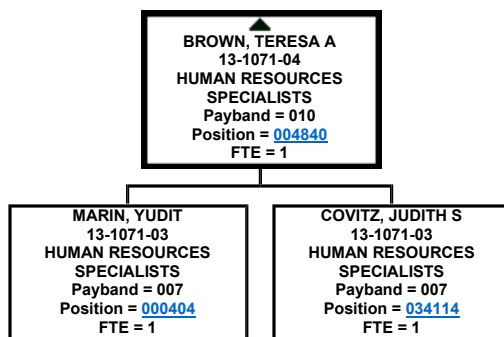 BROWN, TERESA A
13-1071-04
HUMAN RESOURCES
SPECIALISTS
Payband = 010
Position = 004840
FTE = 1
MARIN, YUDIT
13-1071-03
HUMAN RESOURCES
SPECIALISTS
Payband = 007
Position = 000404
FTE = 1
COVITZ, JUDITH S
13-1071-03
HUMAN RESOURCES
SPECIALISTS
Payband = 007
Position = 034114
FTE = 1